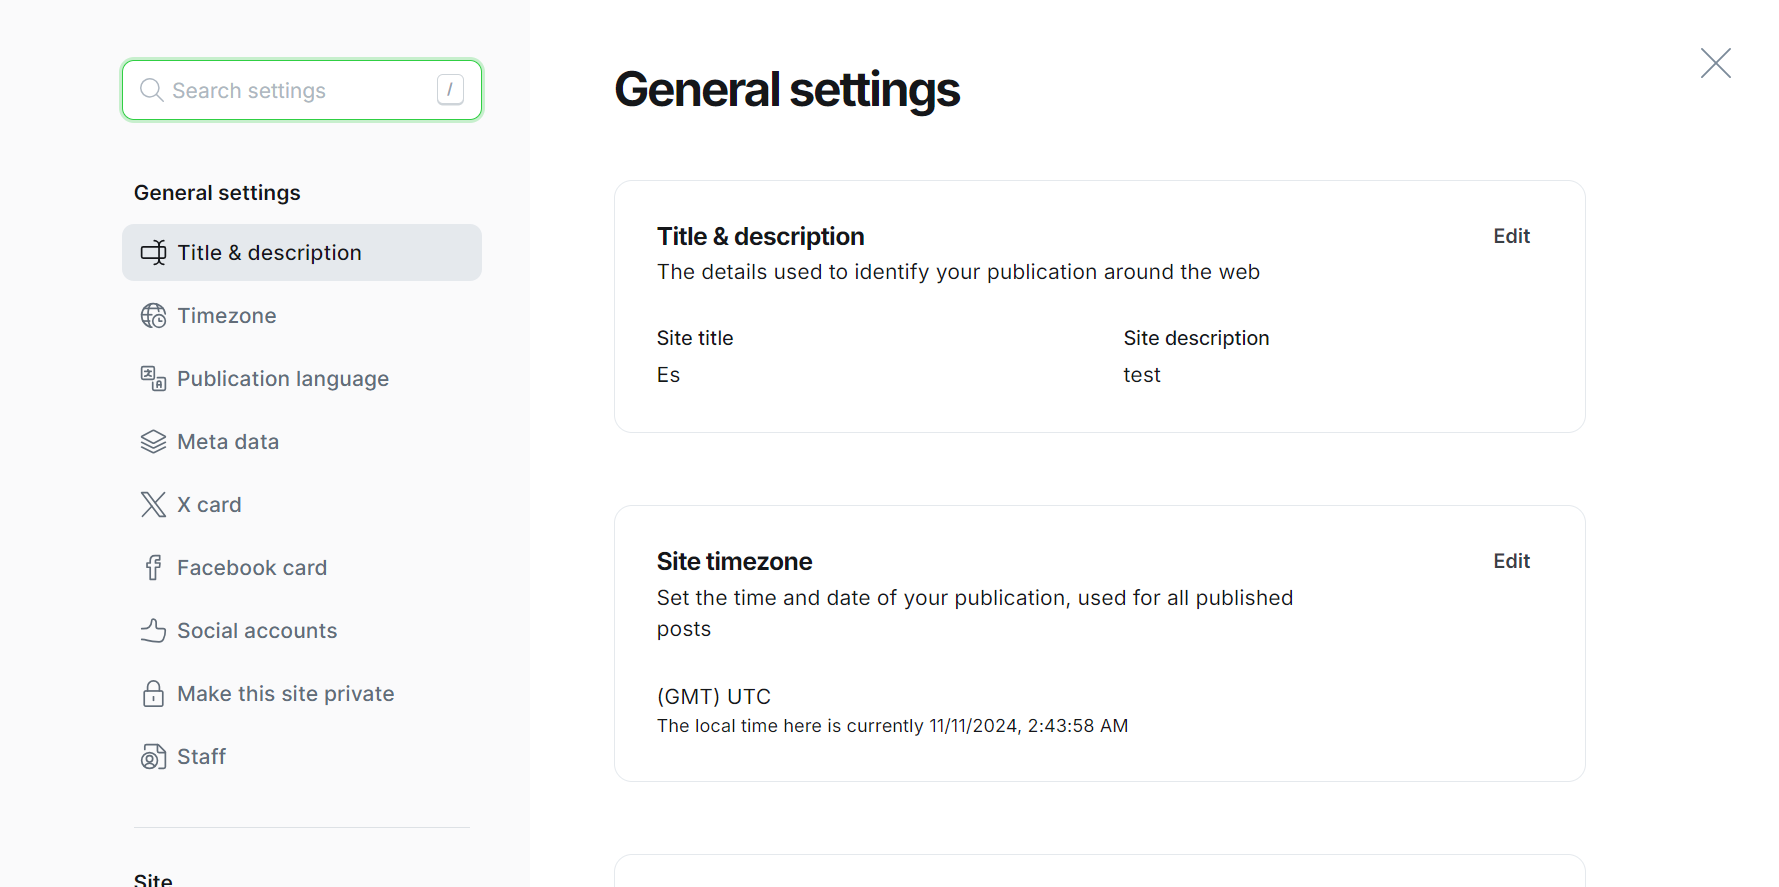 Search settings /
General settings
Title & description
Timezone
Publication language
Meta data
X card
Facebook card
Social accounts
Make this site private
Staff
Site
General settings
Title & description
Edit
The details used to identify your publication around the web
Site title
Es
Site description
test
Site timezone
Edit
Set the time and date of your publication, used for all published
posts
(GMT) UTC
The local time here is currently 11/11/2024, 2:43:58 AM